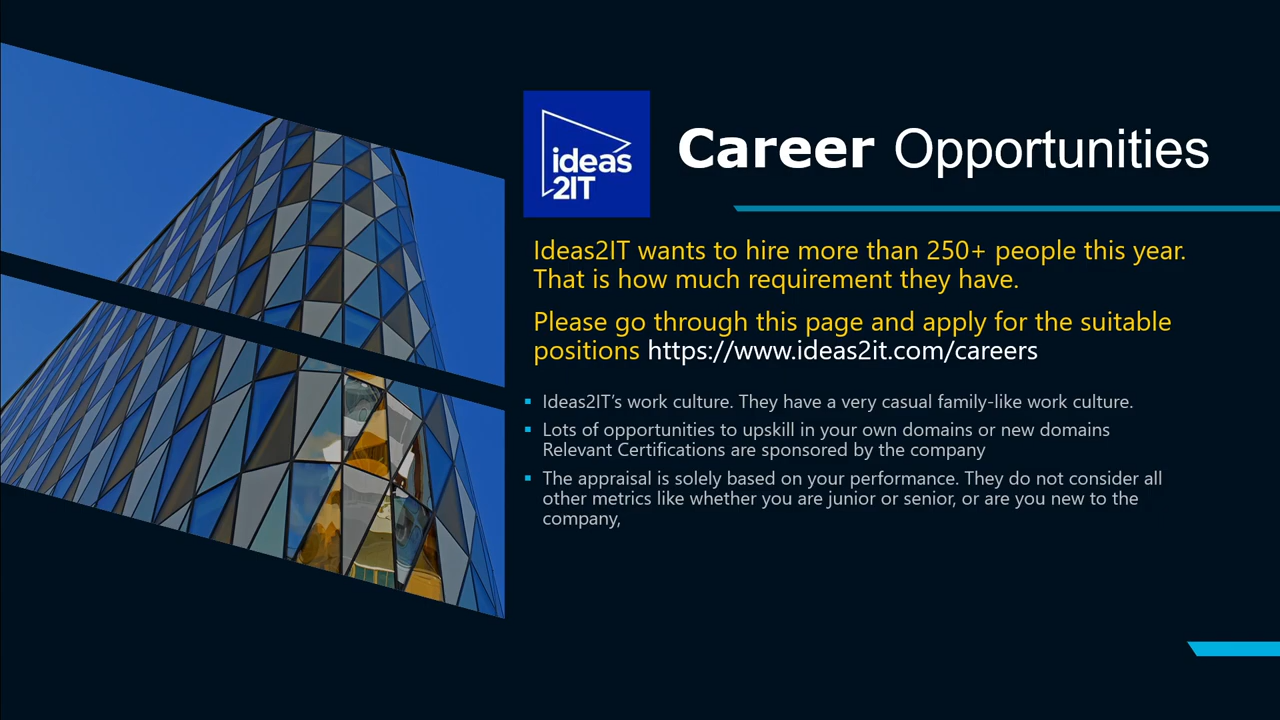 ideas
2IT
Career Opportunities
Ideas2IT wants to hire more than 250+ people this year.
That is how much requirement they have.
Please go through this page and apply for the suitable
positions https://www.ideas2it.com/careers
Ideas2IT's work culture. They have a very casual family-like work culture.
Lots of opportunities to upskill in your own domains or new domains
Relevant Certifications are sponsored by the company
The appraisal is solely based on your performance. They do not consider all
other metrics like whether you are junior or senior, or are you new to the
company,